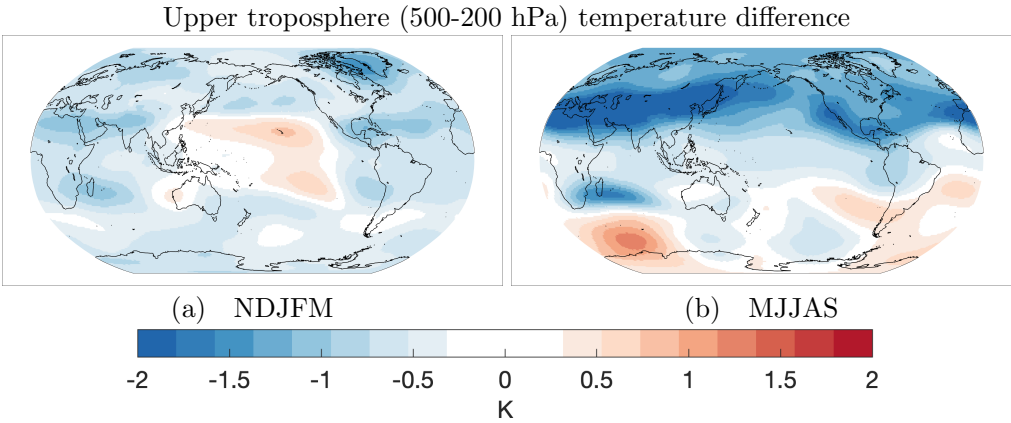 Upper troposphere (500-200 hPa) temperature difference
(a) NDJFM
(b) MJJAS
-2 -1.5 -1 -0.5 0 0.5 1 1.5 2
K